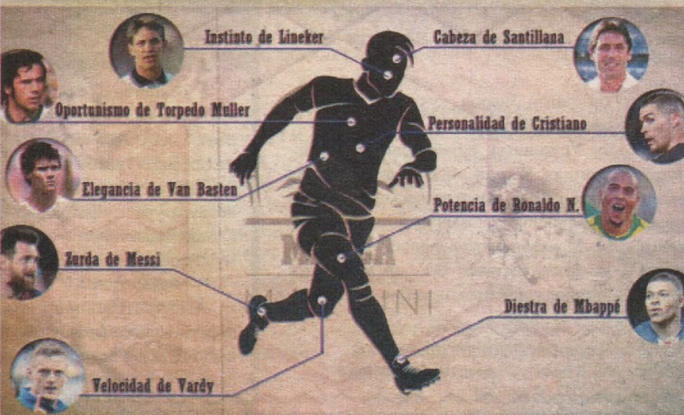 Instinto de Lineker
Cabeza de Santillana
Oportunismo de Torpedo Muller
Personalidad de Cristiano
Elegancia de Van Basten
Potencia de Ronaldo N.
Zurda de Messi
Diestra de Mbappé
Velocidad de Vardy